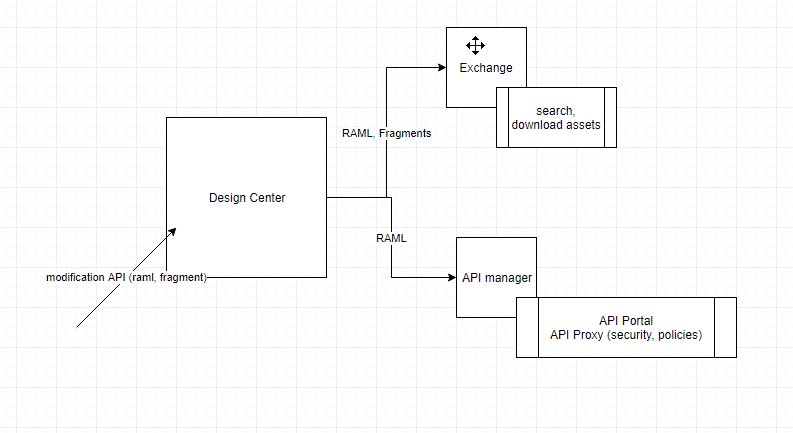 Exchange
search,
download assets
RAML, Fragments
Design Center
RAML
modification API (raml, fragment)
API manager
API Portal
API Proxy (security, policies)